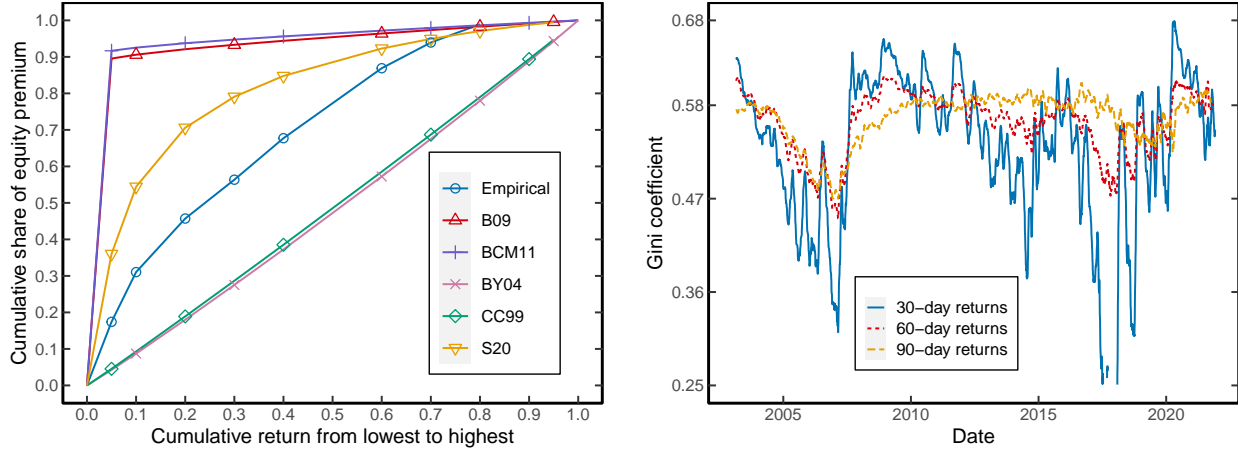 Cumulative share of equity premium
1.0
0.9
0.8
0.7
0.6
0.5
0.4
0.3
0.2
0.1
0.0
Empirical
B09
BCM11
BY04
CC99
S20
0.0 0.1 0.2 0.3 0.4 0.6 0.7 0.8 0.9 1.0
Cumulative return from lowest to highest
Gini coefficient
0.68
0.58
0.47
0.36
0.25
30−day returns
60−day returns
90−day returns
2005 2010 2015 2020
Date